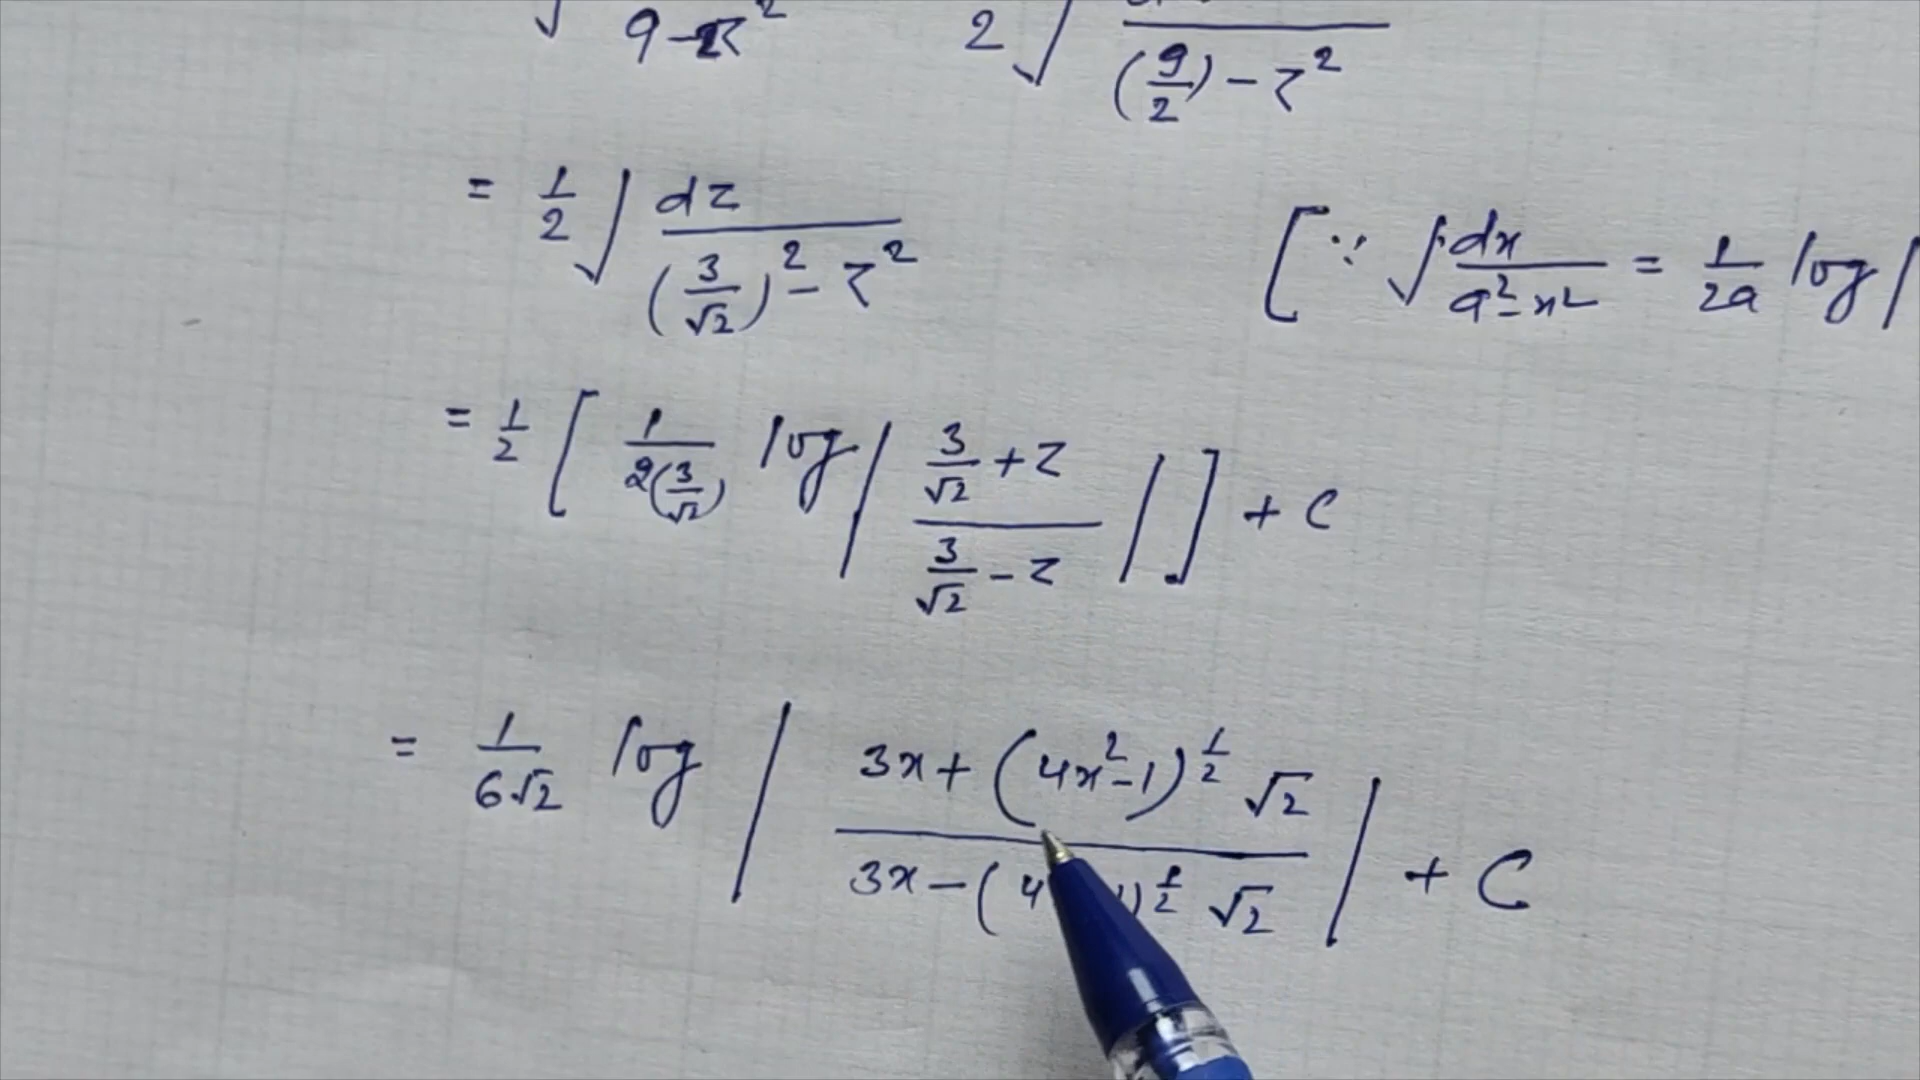 ∫ 9-2z² 2∫ (9/2)-z²
= 1/2 ∫ dz/((3/√2)²-z²) [∵ ∫ dx/(a²-x²) = 1/2a log|
= 1/2 [ 1/(2(3/√2)) log | (3/√2+z)/(3/√2-z) | ] + c
= 1/(6√2) log | (3x+(4x²-1)^(1/2) √2)/(3x-(4 1)^(1/2) √2) | + C